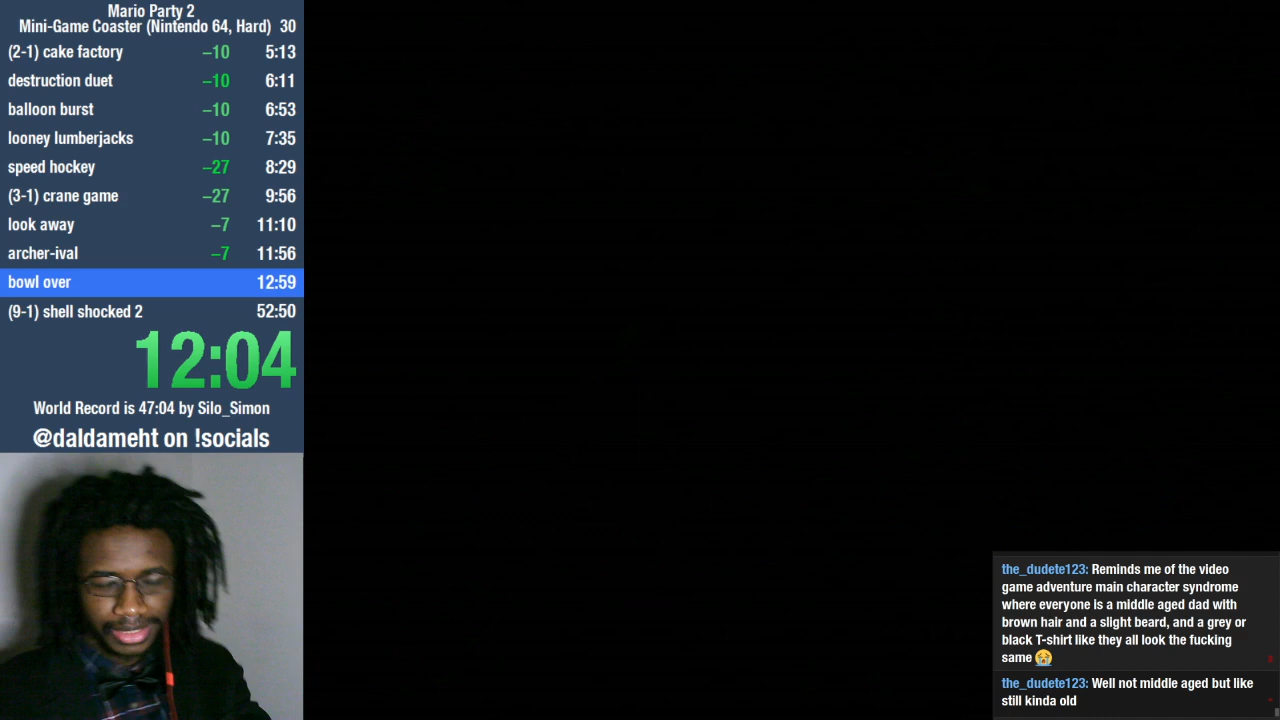 Mario Party 2
Mini-Game Coaster (Nintendo 64, Hard) 30
(2-1) cake factory –10 5:13
destruction duet –10 6:11
balloon burst –10 6:53
looney lumberjacks –10 7:35
speed hockey –27 8:29
(3-1) crane game –27 9:56
look away –7 11:10
archer-ival –7 11:56
bowl over 12:59
(9-1) shell shocked 2 52:50
12:04
World Record is 47:04 by Silo_Simon
@daldameht on !socials
the_dudete123: Reminds me of the video
game adventure main character syndrome
where everyone is a middle aged dad with
brown hair and a slight beard, and a grey or
black T-shirt like they all look the fucking
same 😭
the_dudete123: Well not middle aged but like
still kinda old